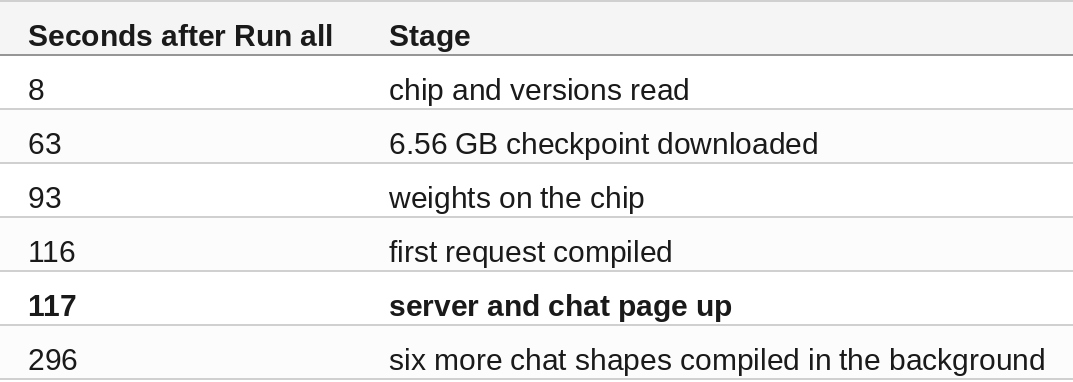 Seconds after Run all Stage
8 chip and versions read
63 6.56 GB checkpoint downloaded
93 weights on the chip
116 first request compiled
117 server and chat page up
296 six more chat shapes compiled in the background